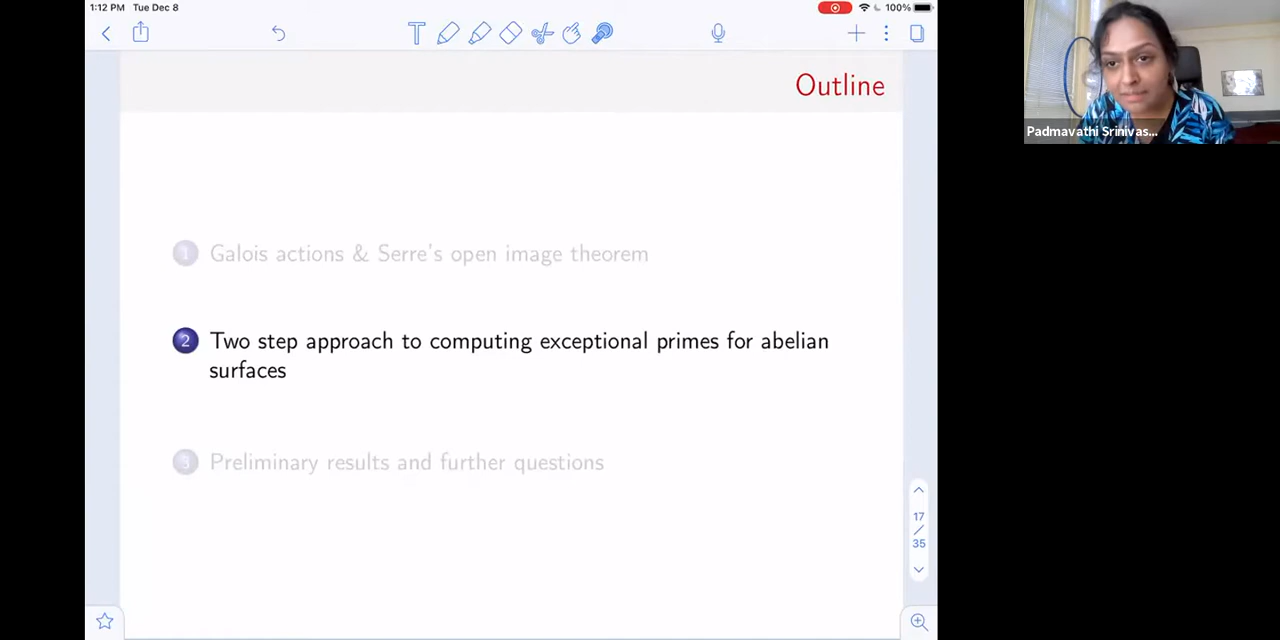 1:12 PM Tue Dec 8
100%
Outline
Padmavathi Srinivas...
1 Galois actions & Serre's open image theorem
2 Two step approach to computing exceptional primes for abelian
surfaces
3 Preliminary results and further questions
17
/
35